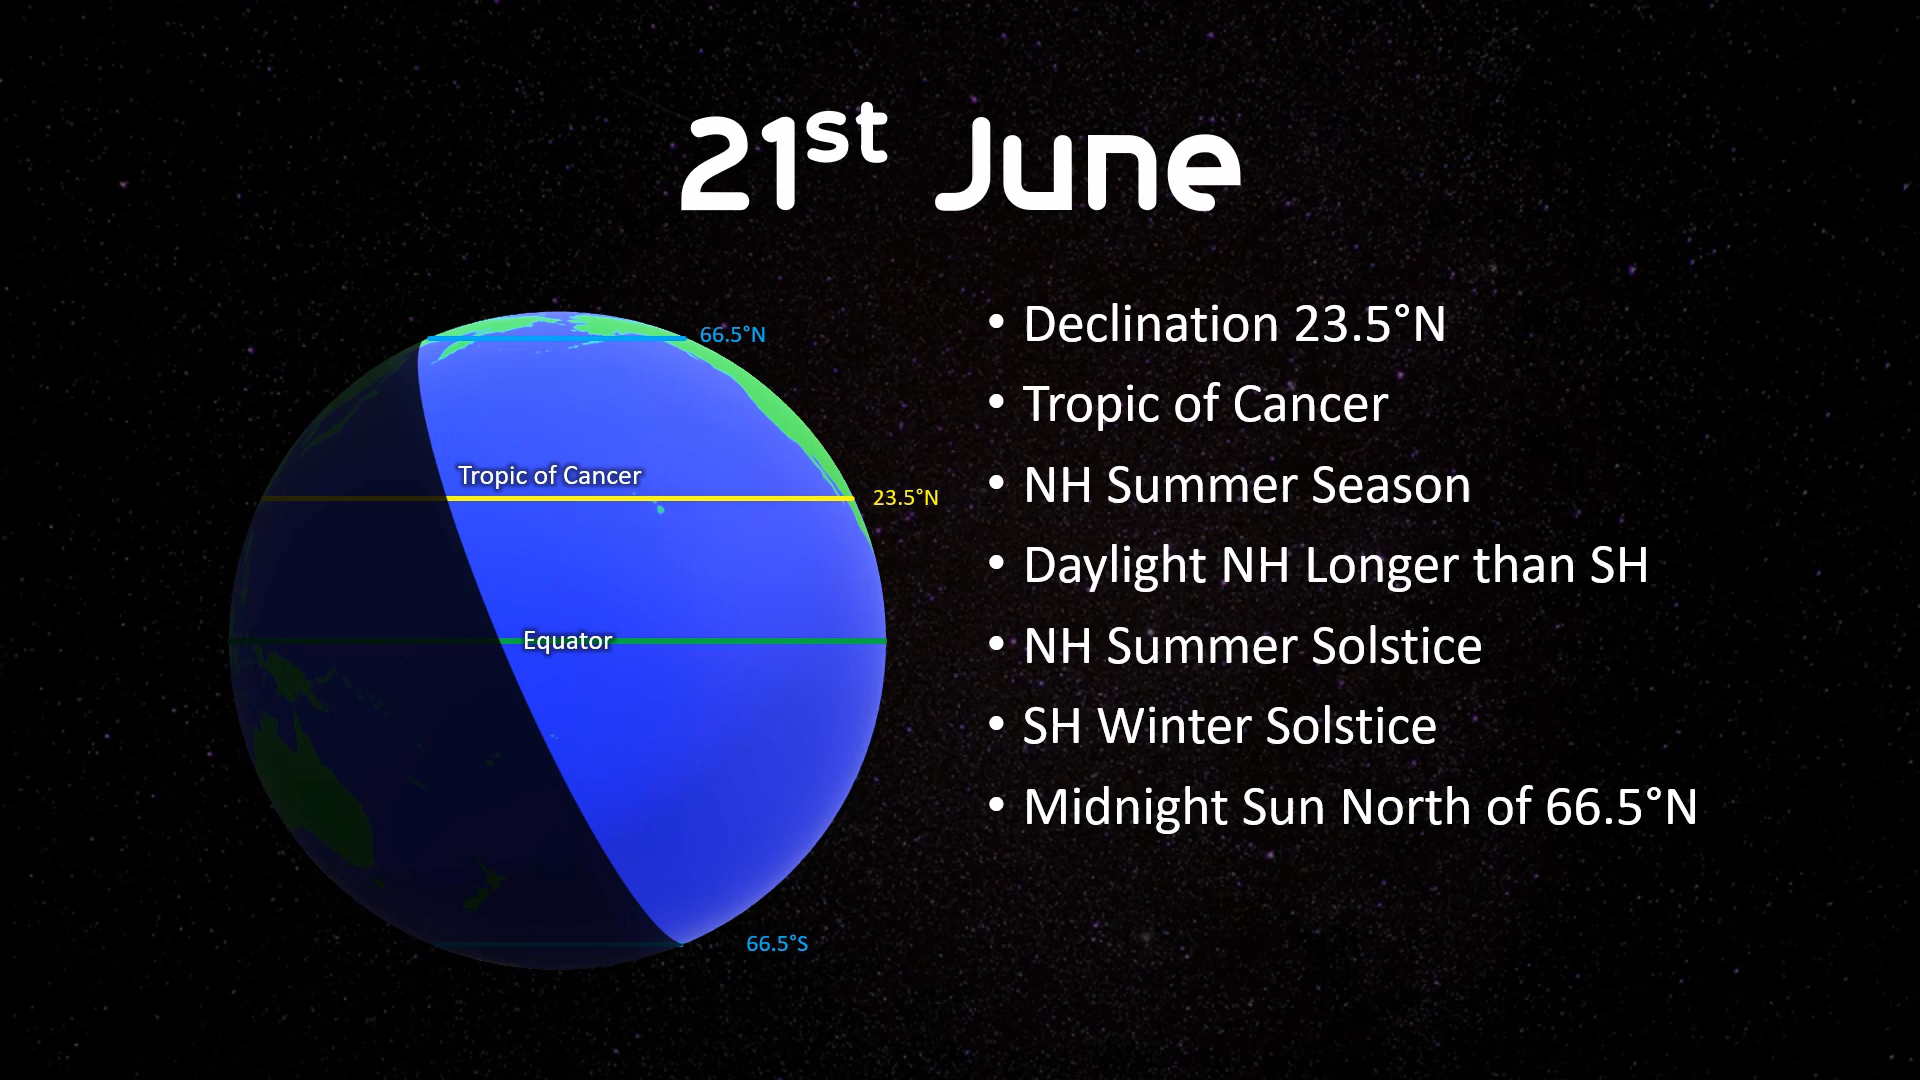 21st June
66.5°N
Tropic of Cancer
23.5°N
Equator
66.5°S
• Declination 23.5°N
• Tropic of Cancer
• NH Summer Season
• Daylight NH Longer than SH
• NH Summer Solstice
• SH Winter Solstice
• Midnight Sun North of 66.5°N